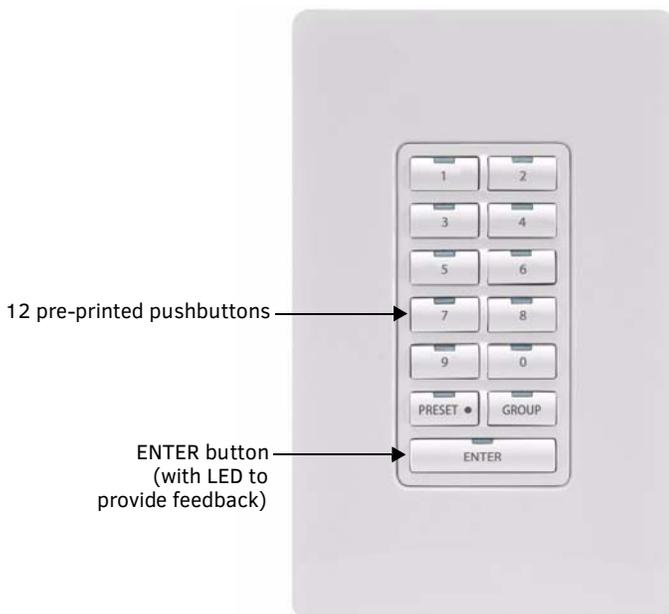 1 2
3 4
5 6
12 pre-printed pushbuttons
7 8
9 0
PRESET GROUP
ENTER button
(with LED to
provide feedback)
ENTER